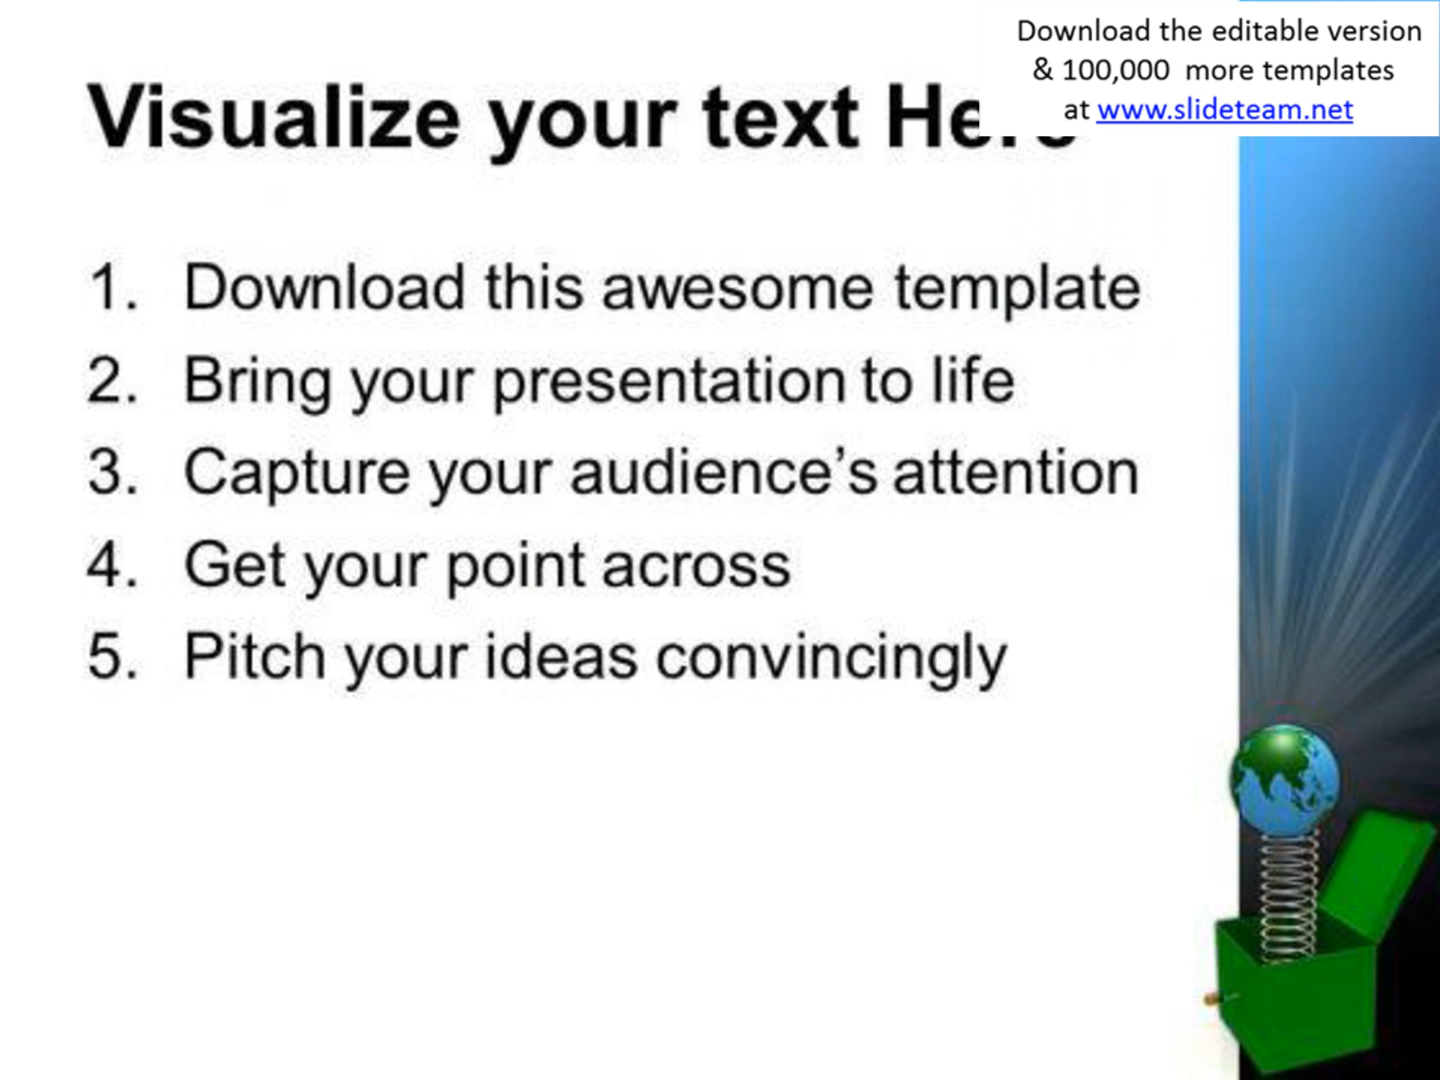 Download the editable version
& 100,000 more templates
at www.slideteam.net
Visualize your text Here
1. Download this awesome template
2. Bring your presentation to life
3. Capture your audience’s attention
4. Get your point across
5. Pitch your ideas convincingly